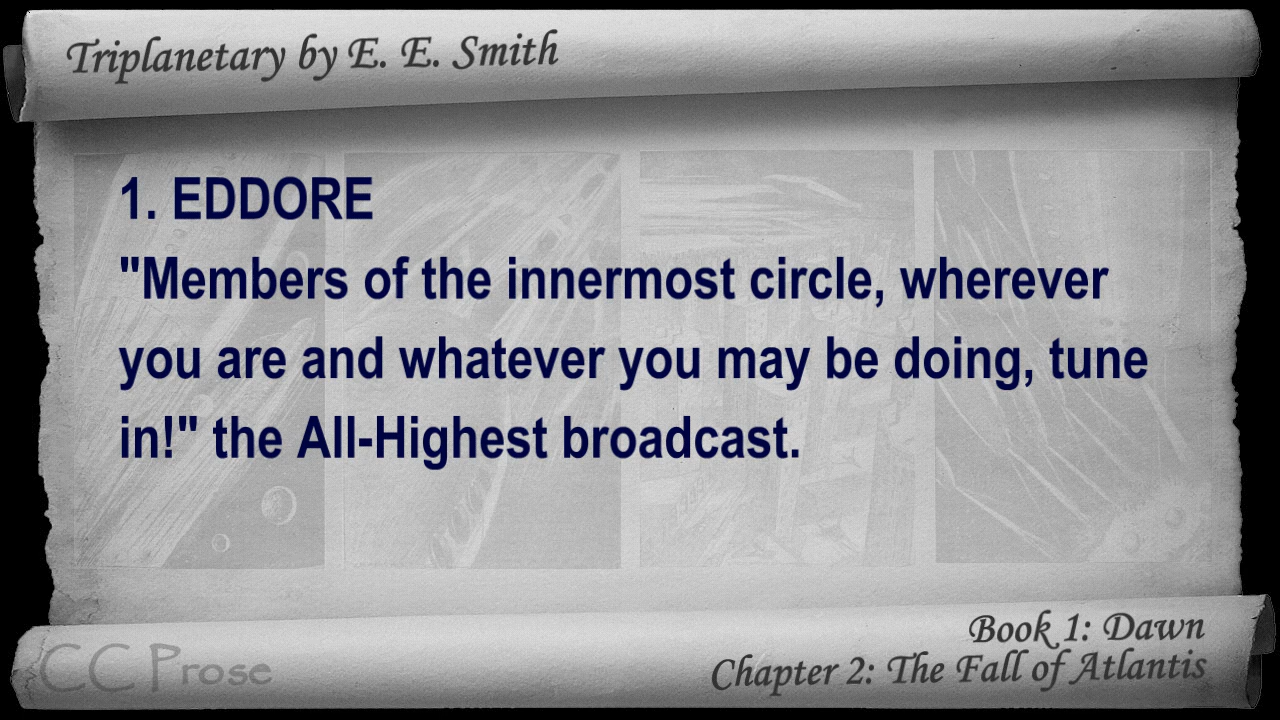 Triplanetary by E. E. Smith
1. EDDORE
"Members of the innermost circle, wherever
you are and whatever you may be doing, tune
in!" the All-Highest broadcast.
Book 1: Dawn
Chapter 2: The Fall of Atlantis
CC Prose